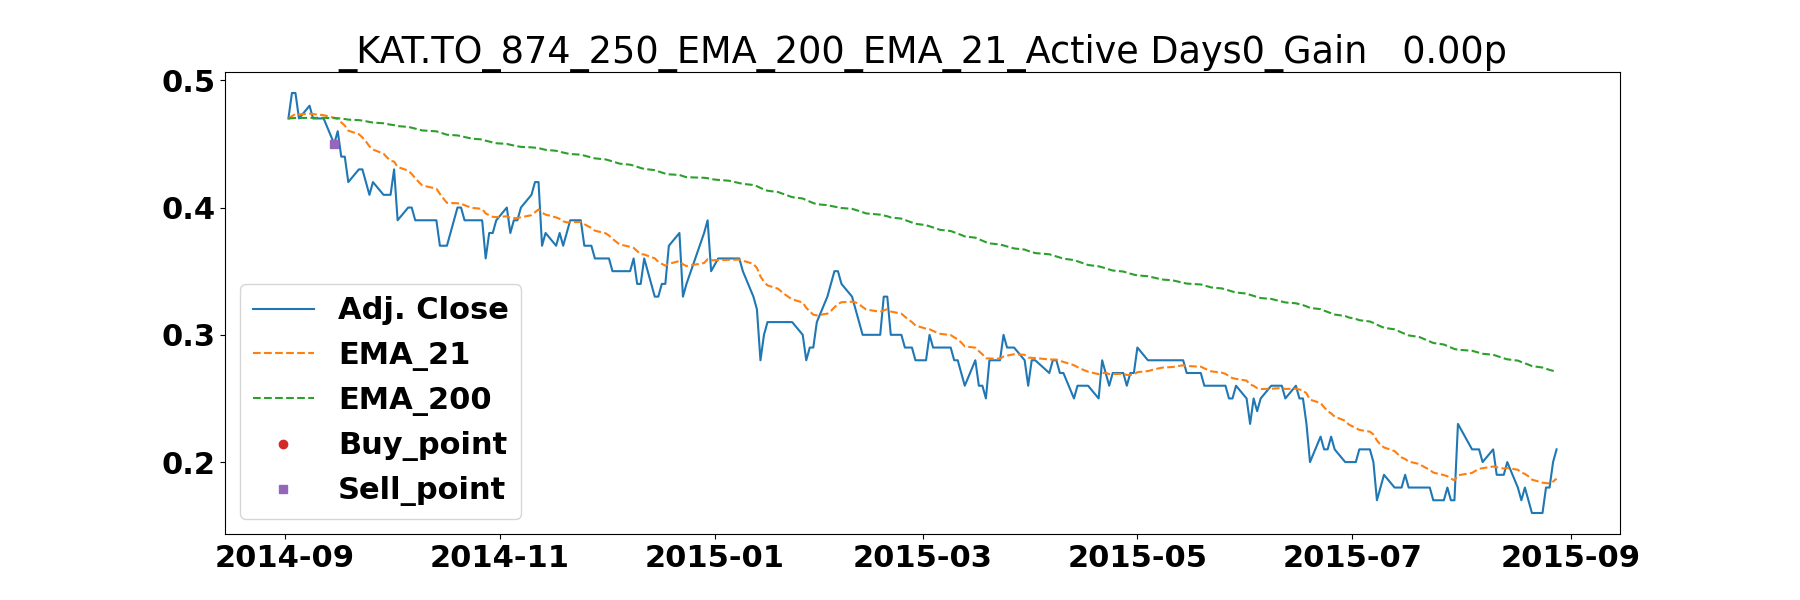 _KAT.TO_874_250_EMA_200_EMA_21_Active Days0_Gain   0.00p
0.5
0.4
0.3
0.2
Adj. Close
EMA_21
EMA_200
Buy_point
Sell_point
2014-09 2014-11 2015-01 2015-03 2015-05 2015-07 2015-09